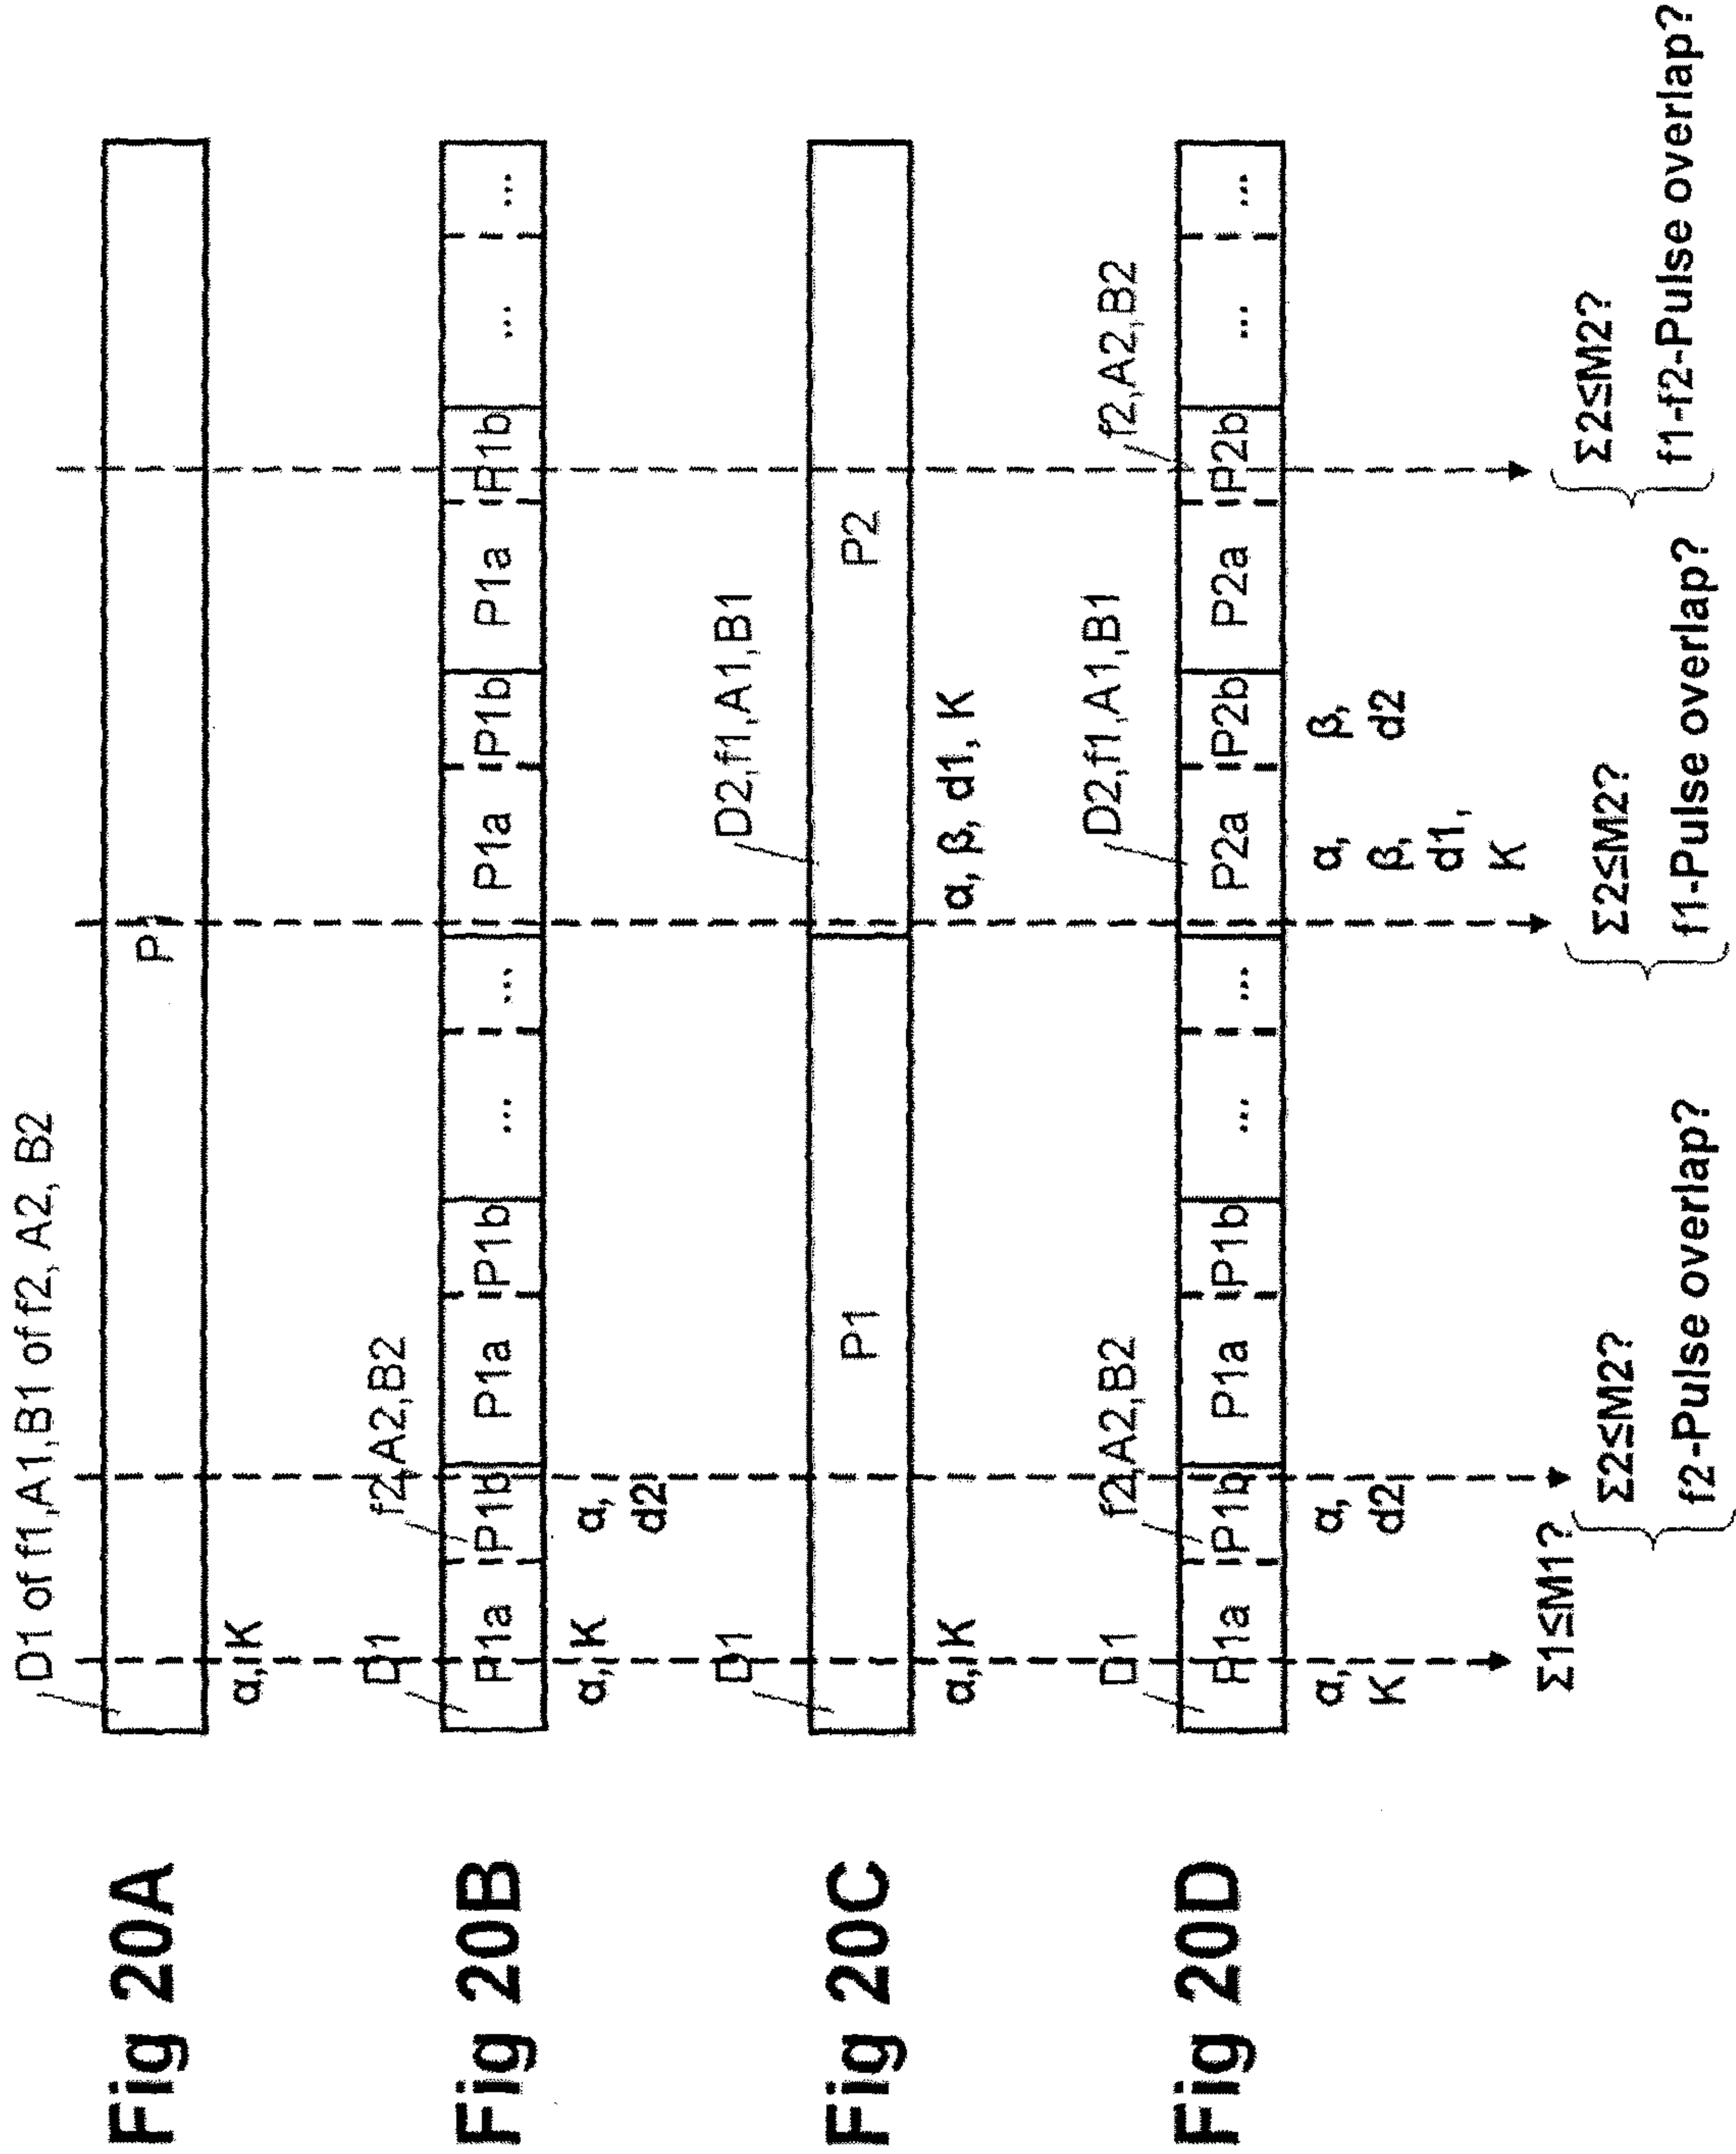 Fig 20A
D1 of f1,A1,B1 of f2, A2, B2
P1
α, K
Fig 20B
D1
f2,A2,B2
P1a P1b P1a P1b ... ... P1a P1b P1a P1b ... ...
α, K
α,
d2
Fig 20C
D1
D2,f1,A1,B1
P1 P2
α, K
α, β, d1, K
Fig 20D
D1
f2,A2,B2
D2,f1,A1,B1
f2,A2,B2
P1a P1b P1a P1b ... ... P2a P2b P2a P2b ... ...
α,
K
α,
d2
α,
β,
d1,
K
β,
d2
Σ1≤M1?
Σ2≤M2?
f2-Pulse overlap?
Σ2≤M2?
f1-Pulse overlap?
Σ2≤M2?
f1-f2-Pulse overlap?